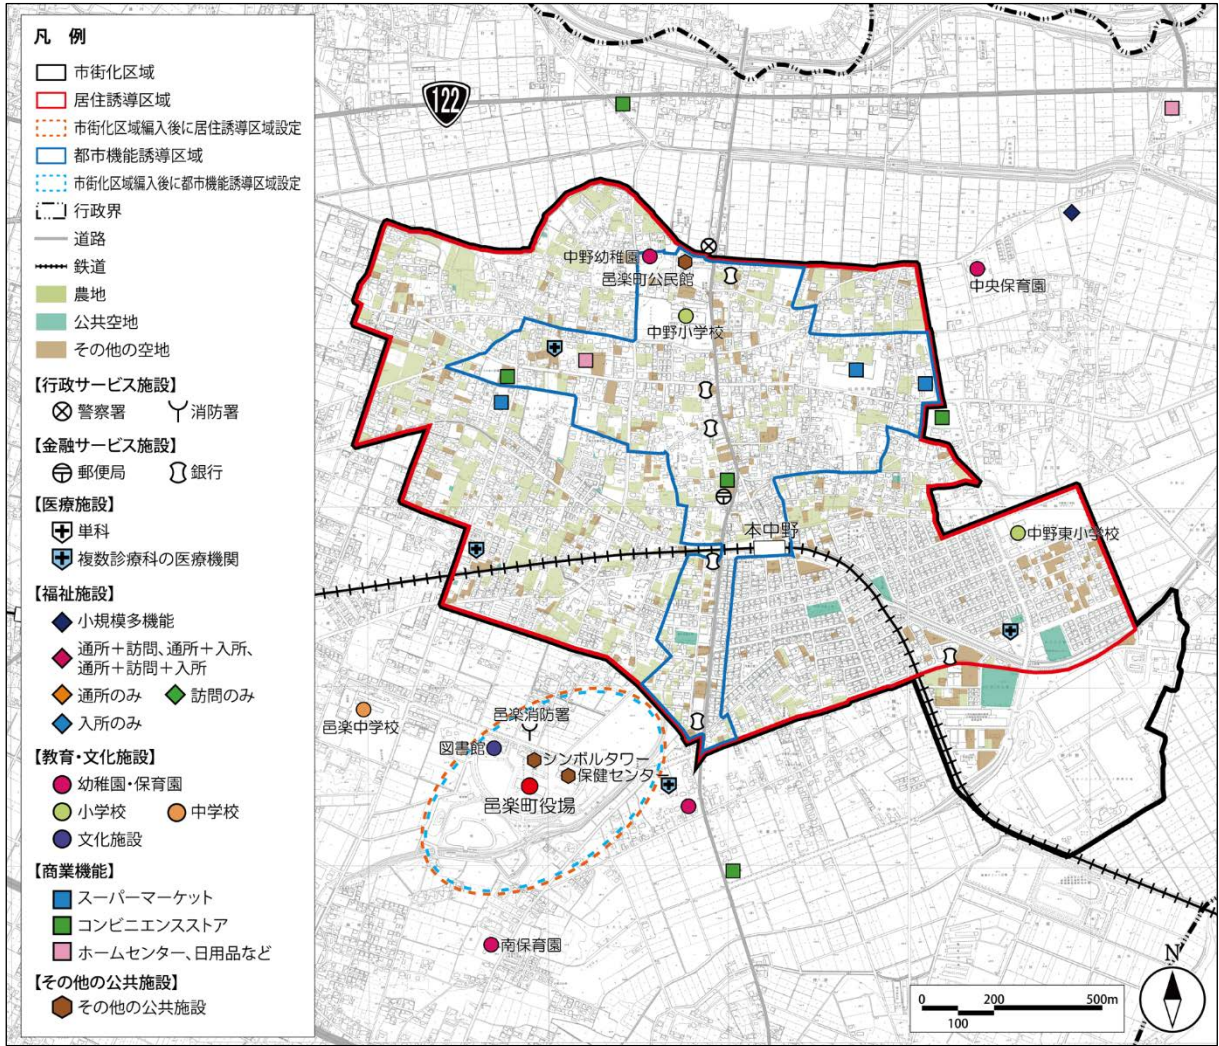 凡 例
市街化区域
居住誘導区域
市街化区域編入後に居住誘導区域設定
都市機能誘導区域
市街化区域編入後に都市機能誘導区域設定
行政界
道路
鉄道
農地
公共空地
その他の空地
【行政サービス施設】
警察署 消防署
【金融サービス施設】
郵便局 銀行
【医療施設】
単科
複数診療科の医療機関
【福祉施設】
小規模多機能
通所＋訪問、通所＋入所、
通所＋訪問＋入所
通所のみ 訪問のみ
入所のみ
【教育・文化施設】
幼稚園・保育園
小学校 中学校
文化施設
【商業機能】
スーパーマーケット
コンビニエンスストア
ホームセンター、日用品など
【その他の公共施設】
その他の公共施設
122
中野幼稚園
邑楽町公民館
中央保育園
中野小学校
本中野
中野東小学校
邑楽中学校
邑楽消防署
図書館
シンボルタワー
保健センター
邑楽町役場
南保育園
N
0 200 500m
100